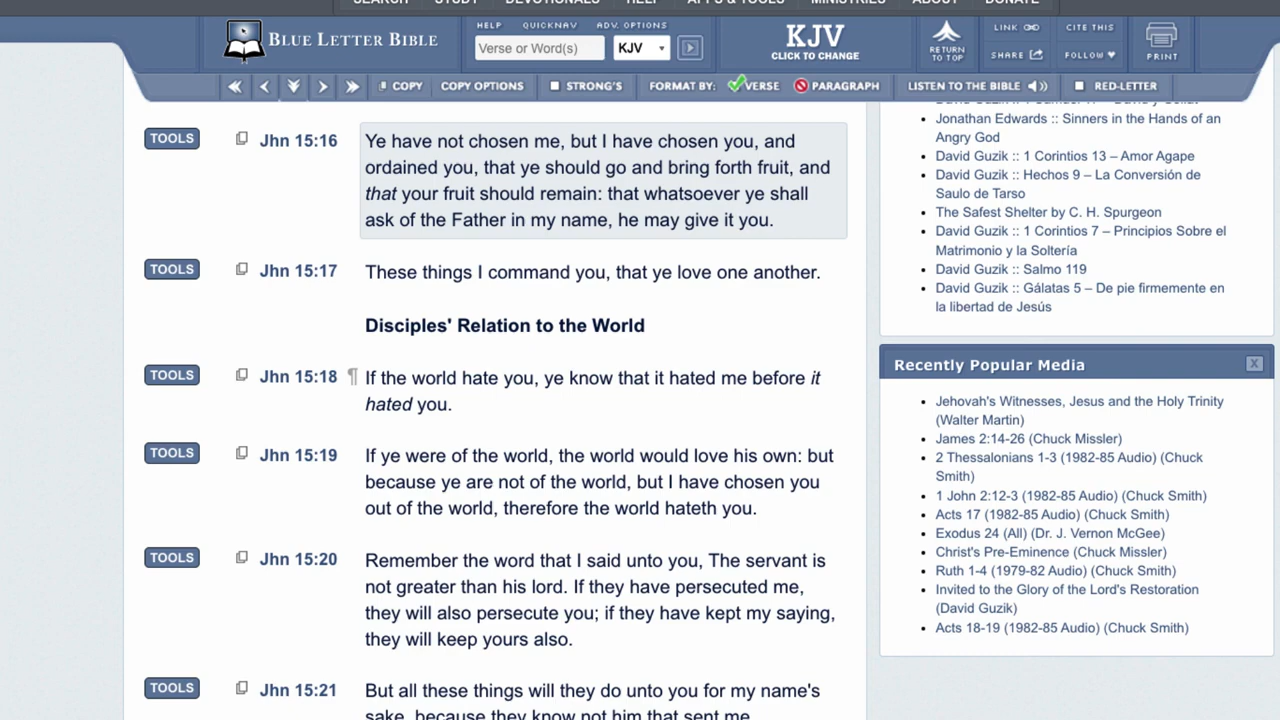 SEARCH STUDY DEVOTIONALS HELP APPS & TOOLS MINISTRIES ABOUT DONATE
BLUE LETTER BIBLE
HELP QUICKNAV ADV. OPTIONS
Verse or Word(s) KJV
KJV
CLICK TO CHANGE
RETURN
TO TOP
LINK
SHARE
CITE THIS
FOLLOW
PRINT
COPY COPY OPTIONS STRONG'S FORMAT BY: VERSE PARAGRAPH LISTEN TO THE BIBLE RED-LETTER
TOOLS Jhn 15:16 Ye have not chosen me, but I have chosen you, and
ordained you, that ye should go and bring forth fruit, and
that your fruit should remain: that whatsoever ye shall
ask of the Father in my name, he may give it you.
TOOLS Jhn 15:17 These things I command you, that ye love one another.
Disciples' Relation to the World
TOOLS Jhn 15:18 ¶ If the world hate you, ye know that it hated me before it
hated you.
TOOLS Jhn 15:19 If ye were of the world, the world would love his own: but
because ye are not of the world, but I have chosen you
out of the world, therefore the world hateth you.
TOOLS Jhn 15:20 Remember the word that I said unto you, The servant is
not greater than his lord. If they have persecuted me,
they will also persecute you; if they have kept my saying,
they will keep yours also.
TOOLS Jhn 15:21 But all these things will they do unto you for my name's
sake, because they know not him that sent me.
Jonathan Edwards :: Sinners in the Hands of an
Angry God
David Guzik :: 1 Corintios 13 – Amor Agape
David Guzik :: Hechos 9 – La Conversión de
Saulo de Tarso
The Safest Shelter by C. H. Spurgeon
David Guzik :: 1 Corintios 7 – Principios Sobre el
Matrimonio y la Soltería
David Guzik :: Salmo 119
David Guzik :: Gálatas 5 – De pie firmemente en
la libertad de Jesús
Recently Popular Media X
Jehovah's Witnesses, Jesus and the Holy Trinity
(Walter Martin)
James 2:14-26 (Chuck Missler)
2 Thessalonians 1-3 (1982-85 Audio) (Chuck
Smith)
1 John 2:12-3 (1982-85 Audio) (Chuck Smith)
Acts 17 (1982-85 Audio) (Chuck Smith)
Exodus 24 (All) (Dr. J. Vernon McGee)
Christ's Pre-Eminence (Chuck Missler)
Ruth 1-4 (1979-82 Audio) (Chuck Smith)
Invited to the Glory of the Lord's Restoration
(David Guzik)
Acts 18-19 (1982-85 Audio) (Chuck Smith)